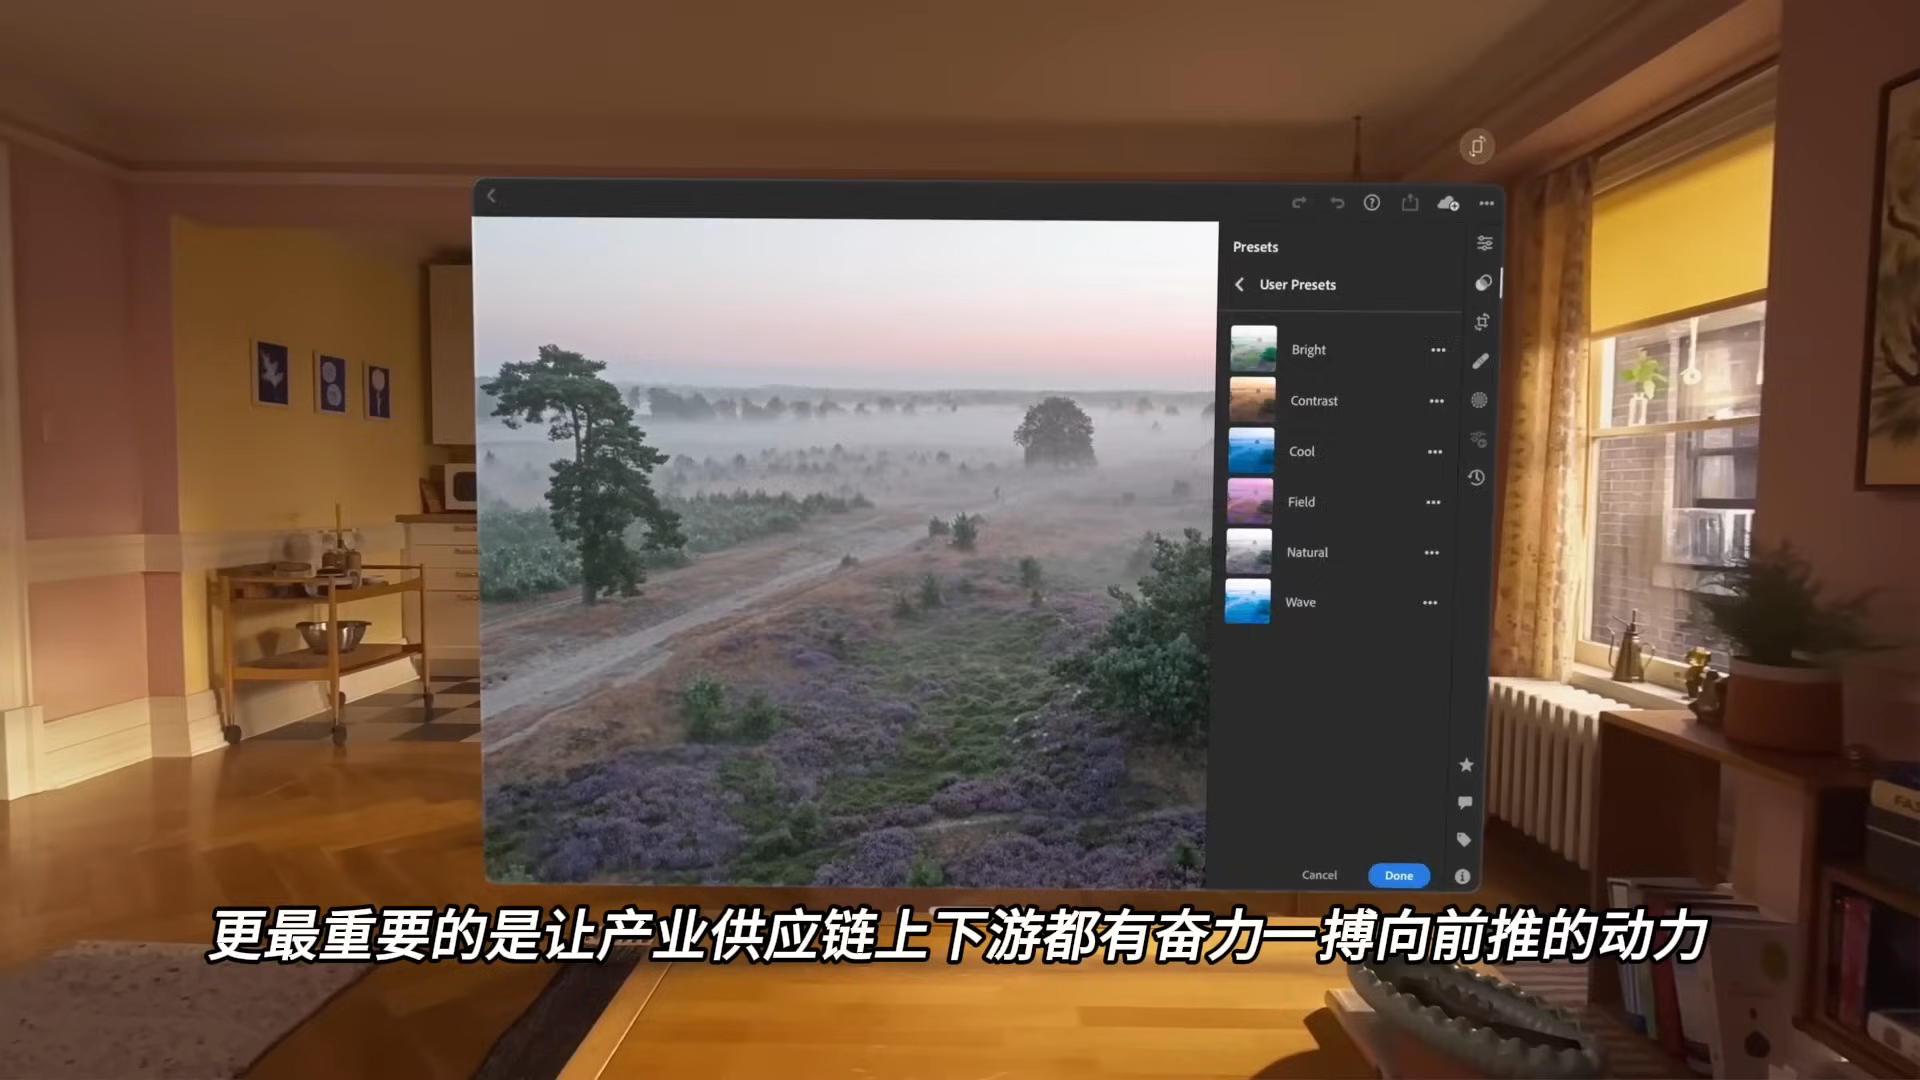 Presets
User Presets
Bright
Contrast
Cool
Field
Natural
Wave
Cancel
Done
更最重要的是让产业供应链上下游都有奋力一搏向前推的动力